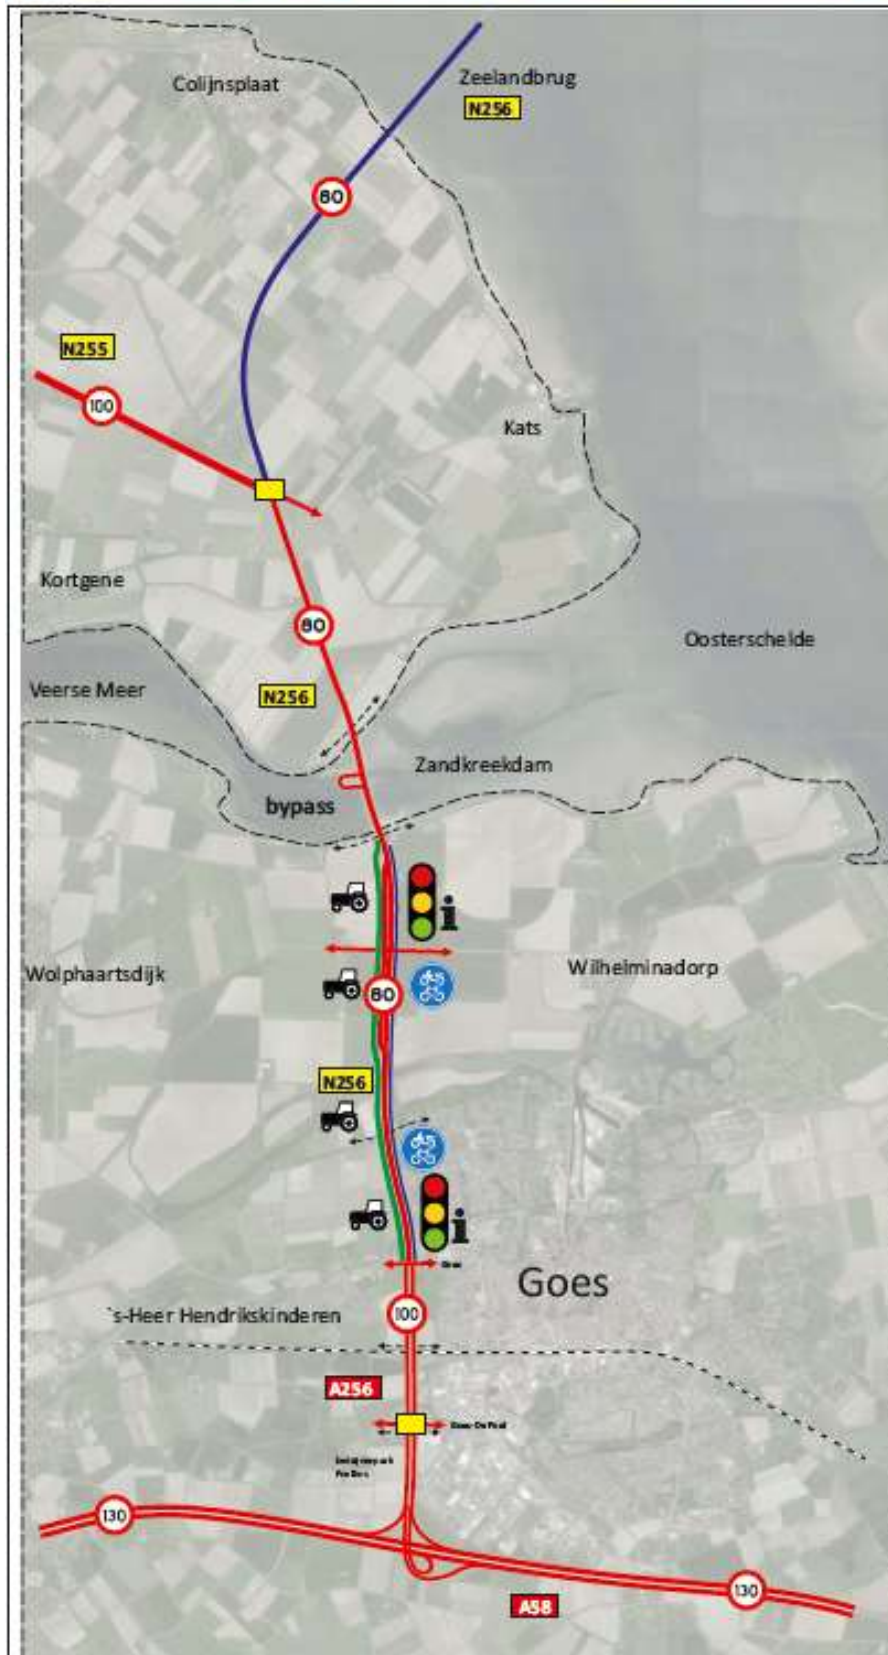 Colijnsplaat
Zeelandbrug
N256
80
N255
100
Kats
Kortgene
80
Oosterschelde
N256
Veerse Meer
Zandkreekdam
bypass
Wolphaartsdijk
Wilhelminadorp
80
N256
Goes
`s-Heer Hendrikskinderen
100
A256
130
130
A58